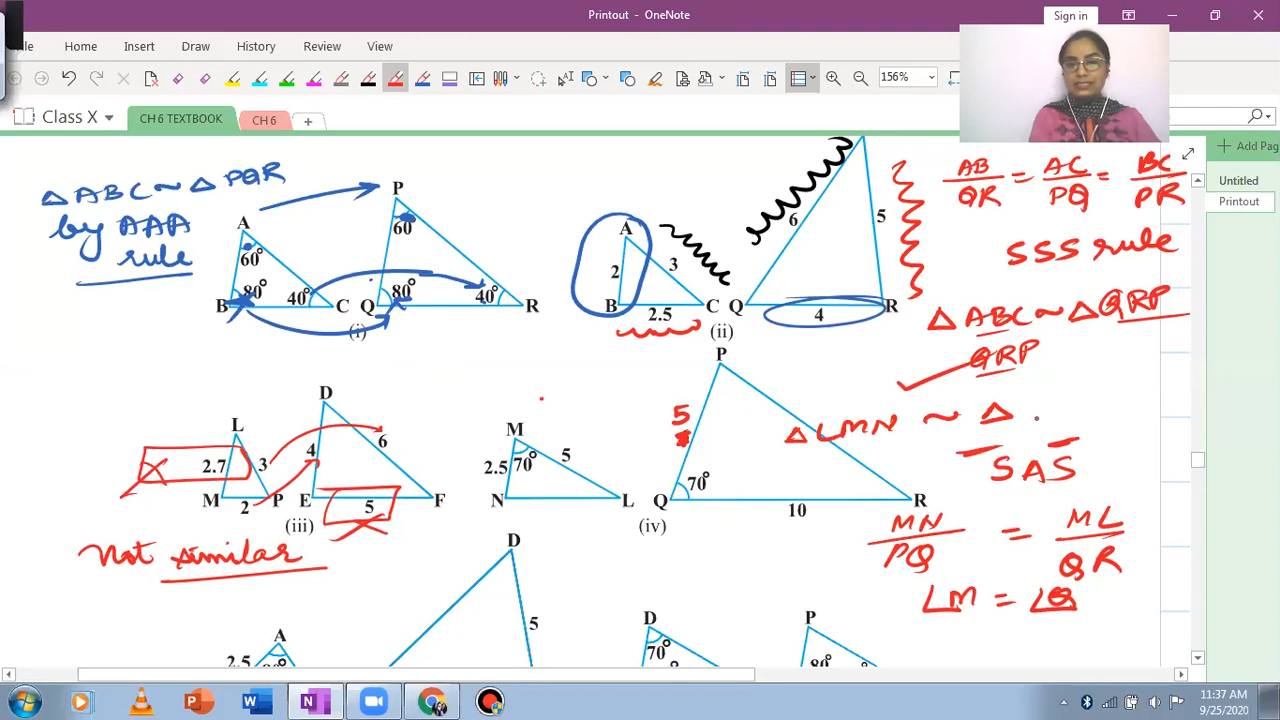 Printout - OneNote
Sign in
ile Home Insert Draw History Review View
156%
Class X
CH 6 TEXTBOOK
CH 6
Add Pag
Untitled
Printout
△ABC ~ △PQR
by AAA
rule
A
60°
B 80° 40° C
P
60
Q 80° 40° R
(i)
A
2 3
B 2.5 C
6 5
Q 4 R
(ii)
AB/QR = AC/PQ = BC/PR
SSS rule
△ABC ~ △QRP
QRP
L
2.7 3
M 2 P
D
4 6
E 5 F
(iii)
Not similar
M
2.5 70° 5
N L
P
5
70°
Q 10 R
(iv)
△LMN ~ △
SAS
MN/PQ = ML/QR
∠M = ∠Q
D
5
A
2.5
D
70°
P
80°
11:37 AM
9/25/2020